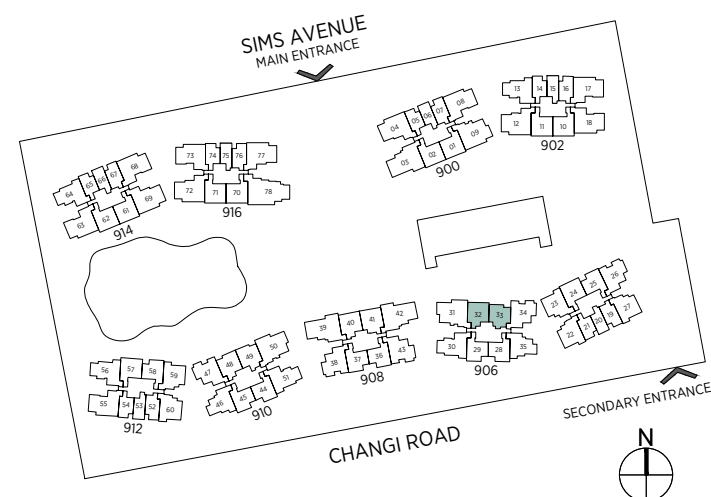 SIMS AVENUE
MAIN ENTRANCE
13 14 15 16 17
12 11 10 18
902
04 05 06 07 08
03 02 01 09
900
73 74 75 76 77
72 71 70 78
916
64 65 66 67 68
63 62 61 69
914
31 32 33 34
30 29 28 35
906
23 24 25 26
22 21 20 19 27
39 40 41 42
38 37 36 43
908
47 48 49 50
46 45 44 51
910
56 57 58 59
55 54 53 52 60
912
SECONDARY ENTRANCE
CHANGI ROAD
N